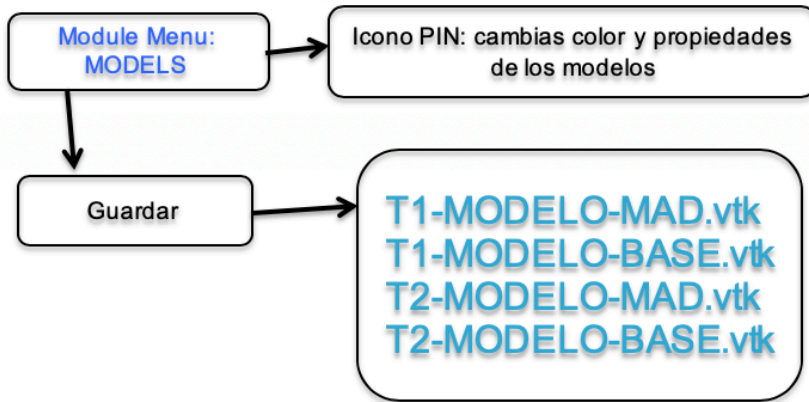 Module Menu:
MODELS
Icono PIN: cambias color y propiedades
de los modelos
Guardar
T1-MODELO-MAD.vtk
T1-MODELO-BASE.vtk
T2-MODELO-MAD.vtk
T2-MODELO-BASE.vtk